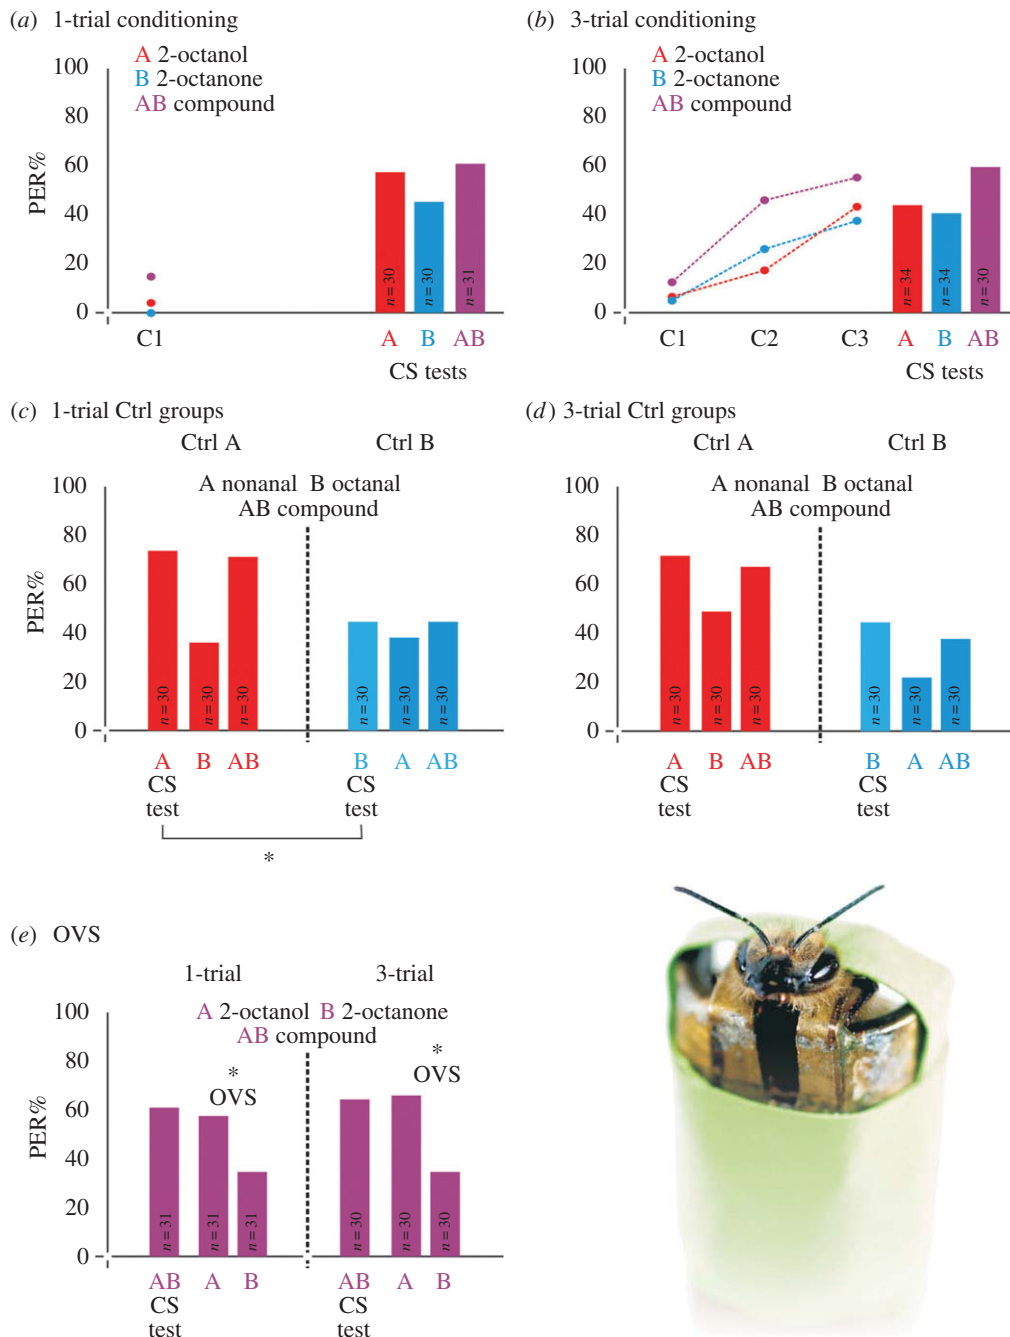 (a) 1-trial conditioning
A 2-octanol
B 2-octanone
AB compound
PER%
100
80
60
40
20
0
n = 30
n = 30
n = 31
C1
A B AB
CS tests
(b) 3-trial conditioning
A 2-octanol
B 2-octanone
AB compound
100
80
60
40
20
0
n = 34
n = 34
n = 30
C1 C2 C3 A B AB
CS tests
(c) 1-trial Ctrl groups
Ctrl A Ctrl B
A nonanal B octanal
AB compound
PER%
100
80
60
40
20
0
n = 30
n = 30
n = 30
n = 30
n = 30
n = 30
A B AB B A AB
CS CS
test test
*
(d) 3-trial Ctrl groups
Ctrl A Ctrl B
A nonanal B octanal
AB compound
100
80
60
40
20
0
n = 30
n = 30
n = 30
n = 30
n = 30
n = 30
A B AB B A AB
CS CS
test test
(e) OVS
1-trial 3-trial
A 2-octanol B 2-octanone
AB compound
PER%
100
80
60
40
20
0
* *
OVS OVS
n = 31
n = 31
n = 31
n = 30
n = 30
n = 30
AB A B AB A B
CS CS
test test